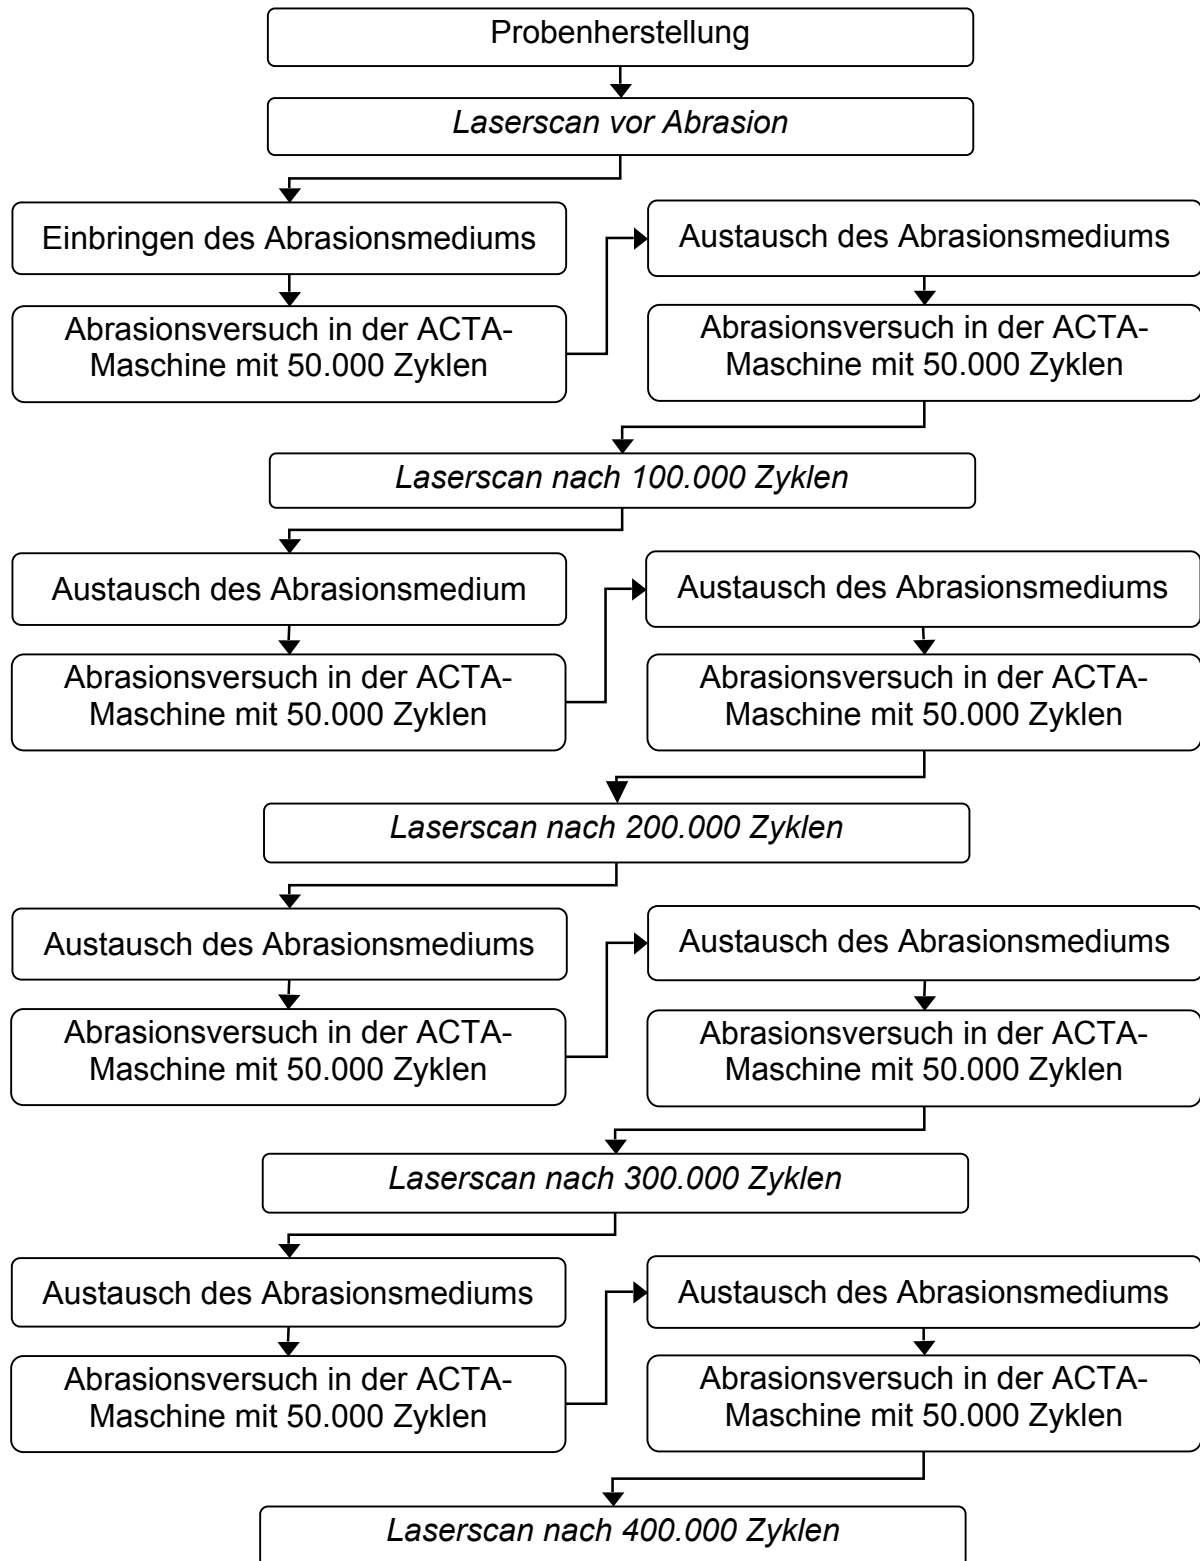 Probenherstellung
Laserscan vor Abrasion
Einbringen des Abrasionsmediums
Abrasionsversuch in der ACTA-
Maschine mit 50.000 Zyklen
Austausch des Abrasionsmediums
Abrasionsversuch in der ACTA-
Maschine mit 50.000 Zyklen
Laserscan nach 100.000 Zyklen
Austausch des Abrasionsmedium
Abrasionsversuch in der ACTA-
Maschine mit 50.000 Zyklen
Austausch des Abrasionsmediums
Abrasionsversuch in der ACTA-
Maschine mit 50.000 Zyklen
Laserscan nach 200.000 Zyklen
Austausch des Abrasionsmediums
Abrasionsversuch in der ACTA-
Maschine mit 50.000 Zyklen
Austausch des Abrasionsmediums
Abrasionsversuch in der ACTA-
Maschine mit 50.000 Zyklen
Laserscan nach 300.000 Zyklen
Austausch des Abrasionsmediums
Abrasionsversuch in der ACTA-
Maschine mit 50.000 Zyklen
Austausch des Abrasionsmediums
Abrasionsversuch in der ACTA-
Maschine mit 50.000 Zyklen
Laserscan nach 400.000 Zyklen